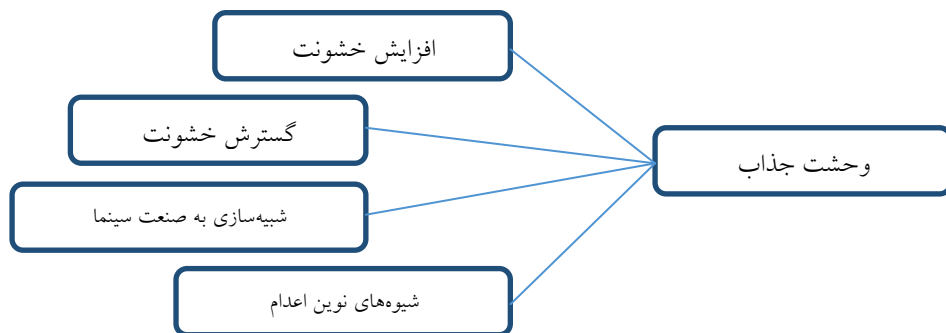 افزایش خشونت
گسترش خشونت
وحشت جذاب
شبیه‌سازی به صنعت سینما
شیوه‌های نوین اعدام